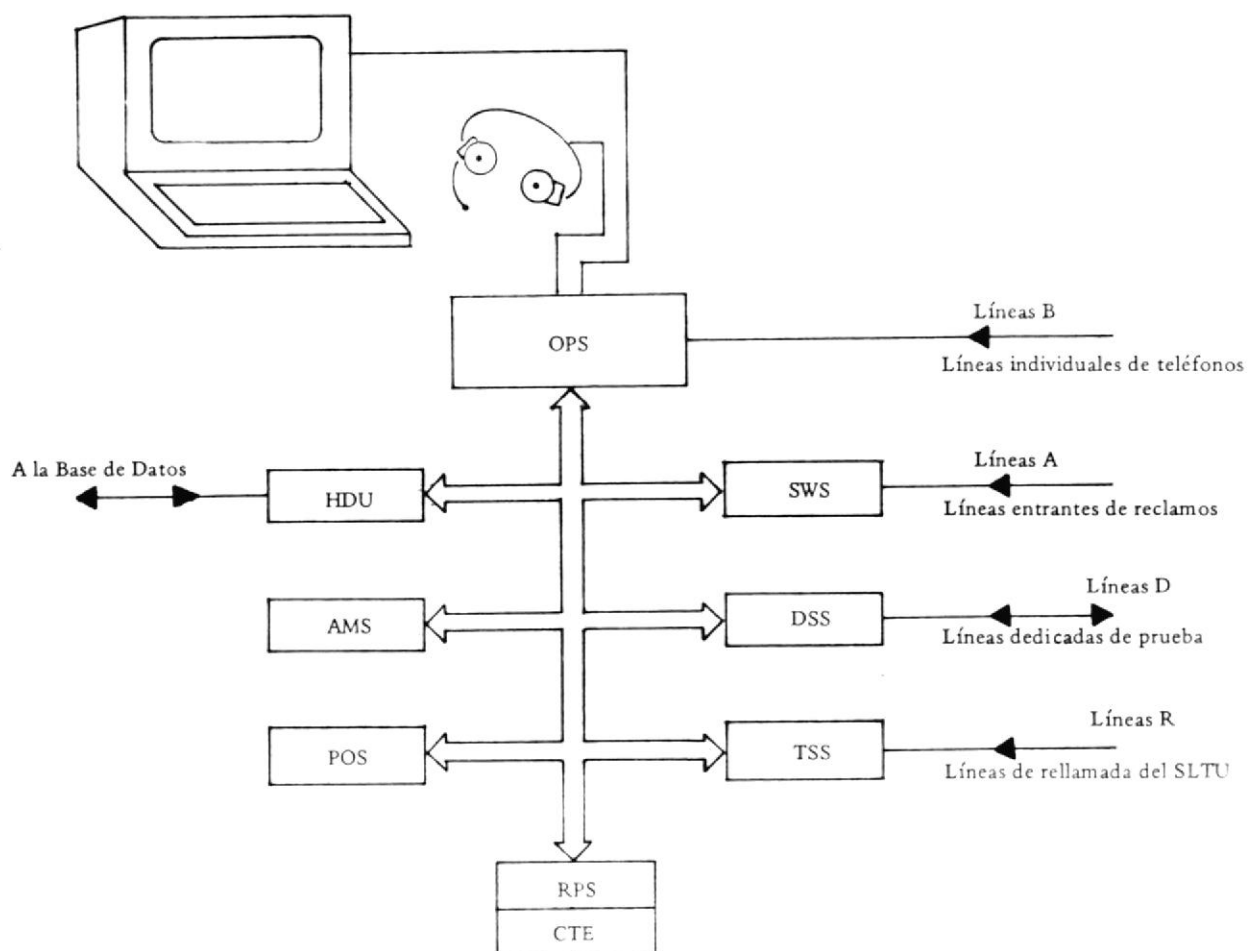 Líneas B
OPS
Líneas individuales de teléfonos
A la Base de Datos
Líneas A
HDU
SWS
Líneas entrantes de reclamos
Líneas D
AMS
DSS
Líneas dedicadas de prueba
Líneas R
POS
TSS
Líneas de rellamada del SLTU
RPS
CTE